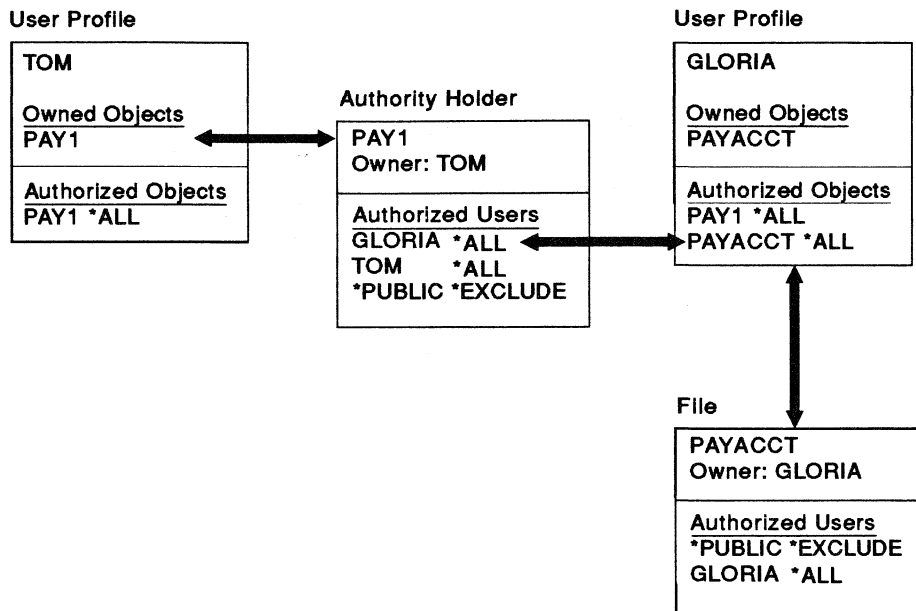 User Profile
TOM
Owned Objects
PAY1
Authorized Objects
PAY1 *ALL
Authority Holder
PAY1
Owner: TOM
Authorized Users
GLORIA *ALL
TOM *ALL
*PUBLIC *EXCLUDE
User Profile
GLORIA
Owned Objects
PAYACCT
Authorized Objects
PAY1 *ALL
PAYACCT *ALL
File
PAYACCT
Owner: GLORIA
Authorized Users
*PUBLIC *EXCLUDE
GLORIA *ALL